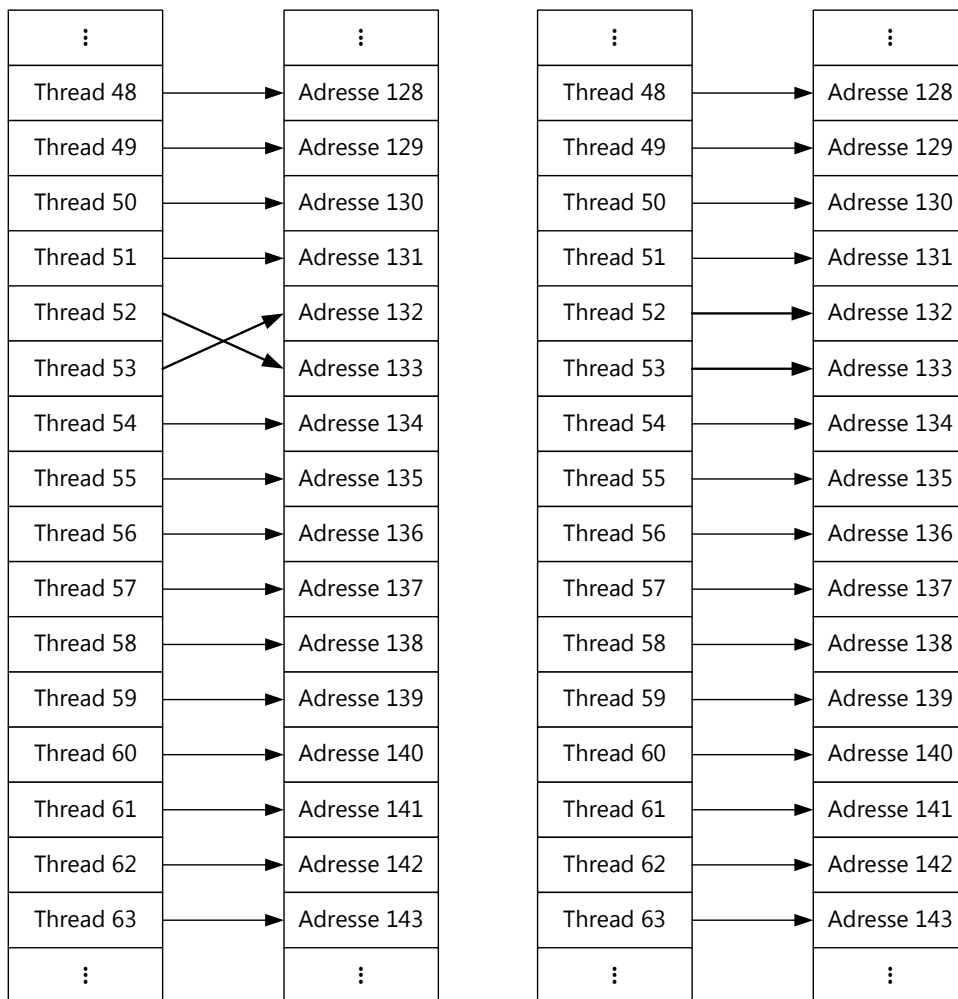 ⋮ ⋮ ⋮ ⋮
Thread 48 Adresse 128 Thread 48 Adresse 128
Thread 49 Adresse 129 Thread 49 Adresse 129
Thread 50 Adresse 130 Thread 50 Adresse 130
Thread 51 Adresse 131 Thread 51 Adresse 131
Thread 52 Adresse 132 Thread 52 Adresse 132
Thread 53 Adresse 133 Thread 53 Adresse 133
Thread 54 Adresse 134 Thread 54 Adresse 134
Thread 55 Adresse 135 Thread 55 Adresse 135
Thread 56 Adresse 136 Thread 56 Adresse 136
Thread 57 Adresse 137 Thread 57 Adresse 137
Thread 58 Adresse 138 Thread 58 Adresse 138
Thread 59 Adresse 139 Thread 59 Adresse 139
Thread 60 Adresse 140 Thread 60 Adresse 140
Thread 61 Adresse 141 Thread 61 Adresse 141
Thread 62 Adresse 142 Thread 62 Adresse 142
Thread 63 Adresse 143 Thread 63 Adresse 143
⋮ ⋮ ⋮ ⋮